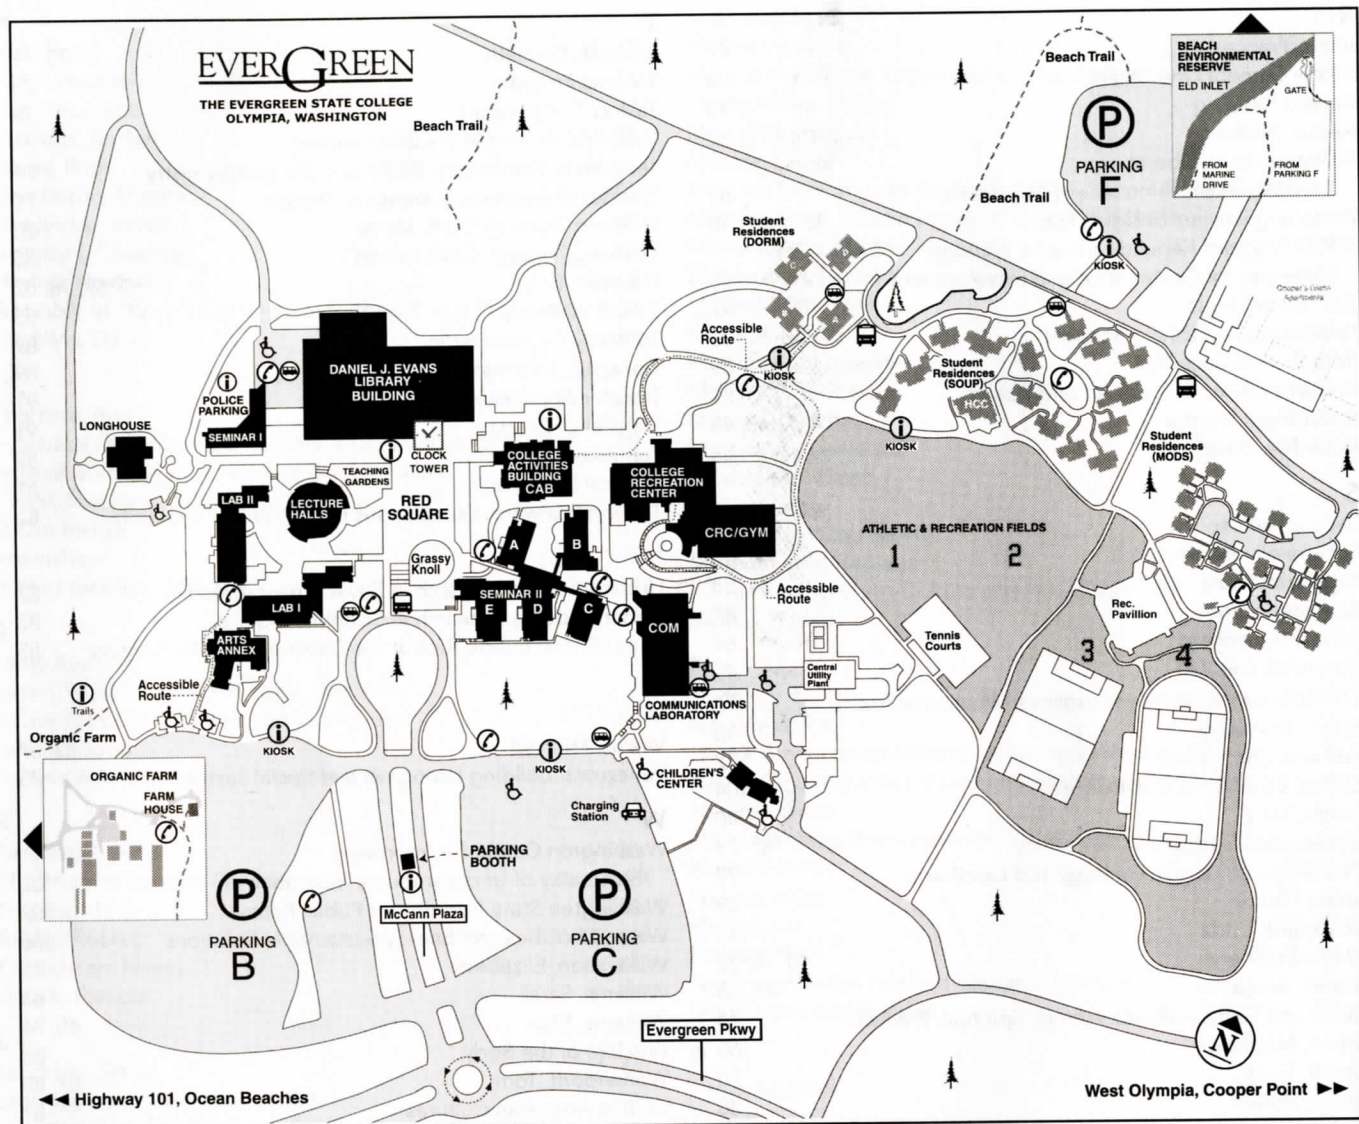 EVERGREEN
THE EVERGREEN STATE COLLEGE
OLYMPIA, WASHINGTON
Beach Trail
Beach Trail
Beach Trail
P
PARKING
F
KIOSK
BEACH
ENVIRONMENTAL
RESERVE
ELD INLET
GATE
FROM
MARINE
DRIVE
FROM
PARKING F
Cooper's Glenn
Apartments
Student
Residences
(DORM)
A
B
C
D
Accessible
Route
KIOSK
Student
Residences
(SOUP)
HCC
KIOSK
Student
Residences
(MODS)
DANIEL J. EVANS
LIBRARY
BUILDING
POLICE
PARKING
SEMINAR I
LONGHOUSE
CLOCK
TOWER
TEACHING
GARDENS
RED
SQUARE
LAB II
LECTURE
HALLS
COLLEGE
ACTIVITIES
BUILDING
CAB
COLLEGE
RECREATION
CENTER
CRC/GYM
ATHLETIC & RECREATION FIELDS
1
2
3
4
Grassy
Knoll
A
B
SEMINAR II
E
D
C
LAB I
ARTS
ANNEX
COM
Accessible
Route
Rec.
Pavillion
Tennis
Courts
Central
Utility
Plant
COMMUNICATIONS
LABORATORY
Accessible
Route
Trails
Organic Farm
KIOSK
KIOSK
CHILDREN'S
CENTER
Charging
Station
ORGANIC FARM
FARM
HOUSE
PARKING
BOOTH
McCann Plaza
P
PARKING
B
P
PARKING
C
Evergreen Pkwy
N
Highway 101, Ocean Beaches
West Olympia, Cooper Point